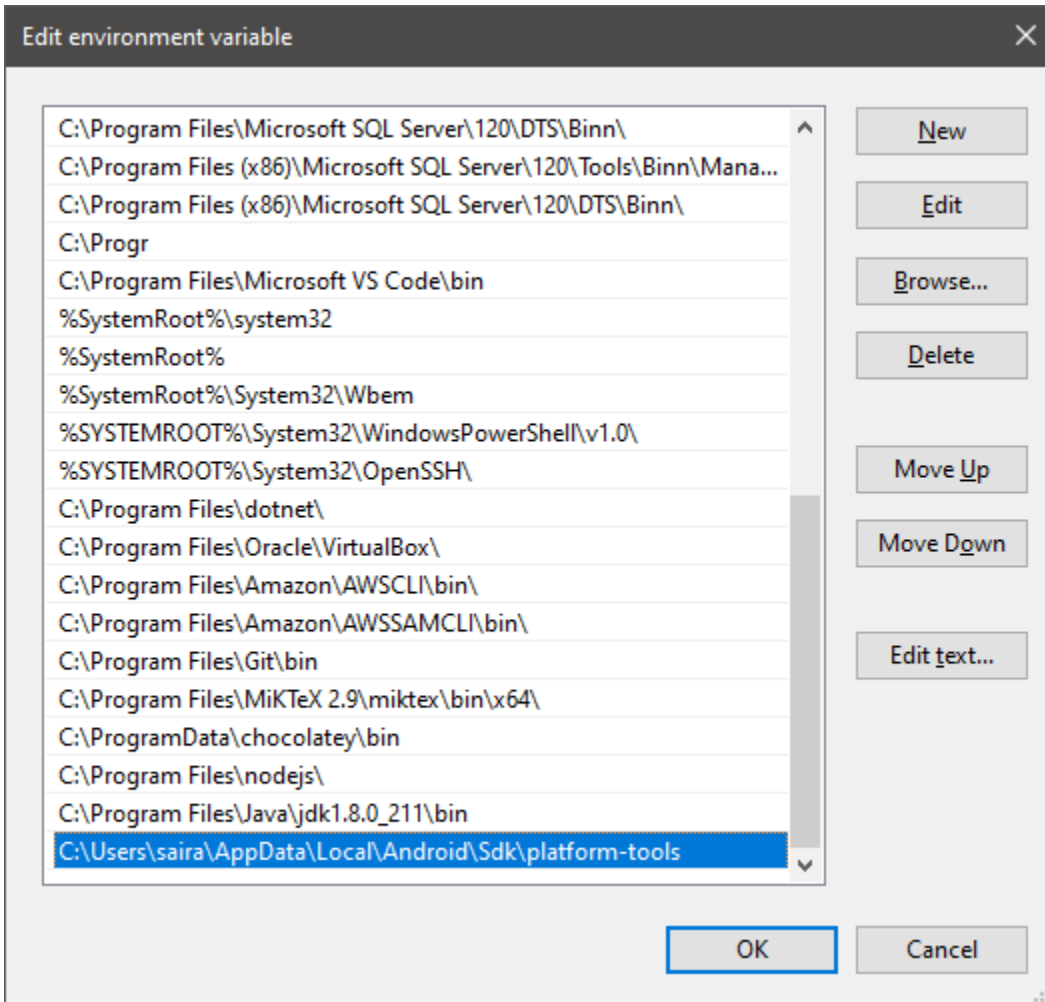 Edit environment variable
C:\Program Files\Microsoft SQL Server\120\DTS\Binn\
C:\Program Files (x86)\Microsoft SQL Server\120\Tools\Binn\Mana...
C:\Program Files (x86)\Microsoft SQL Server\120\DTS\Binn\
C:\Progr
C:\Program Files\Microsoft VS Code\bin
%SystemRoot%\system32
%SystemRoot%
%SystemRoot%\System32\Wbem
%SYSTEMROOT%\System32\WindowsPowerShell\v1.0\
%SYSTEMROOT%\System32\OpenSSH\
C:\Program Files\dotnet\
C:\Program Files\Oracle\VirtualBox\
C:\Program Files\Amazon\AWSCLI\bin\
C:\Program Files\Amazon\AWSSAMCLI\bin\
C:\Program Files\Git\bin
C:\Program Files\MiKTeX 2.9\miktex\bin\x64\
C:\ProgramData\chocolatey\bin
C:\Program Files\nodejs\
C:\Program Files\Java\jdk1.8.0_211\bin
C:\Users\saira\AppData\Local\Android\Sdk\platform-tools
New
Edit
Browse...
Delete
Move Up
Move Down
Edit text...
OK
Cancel